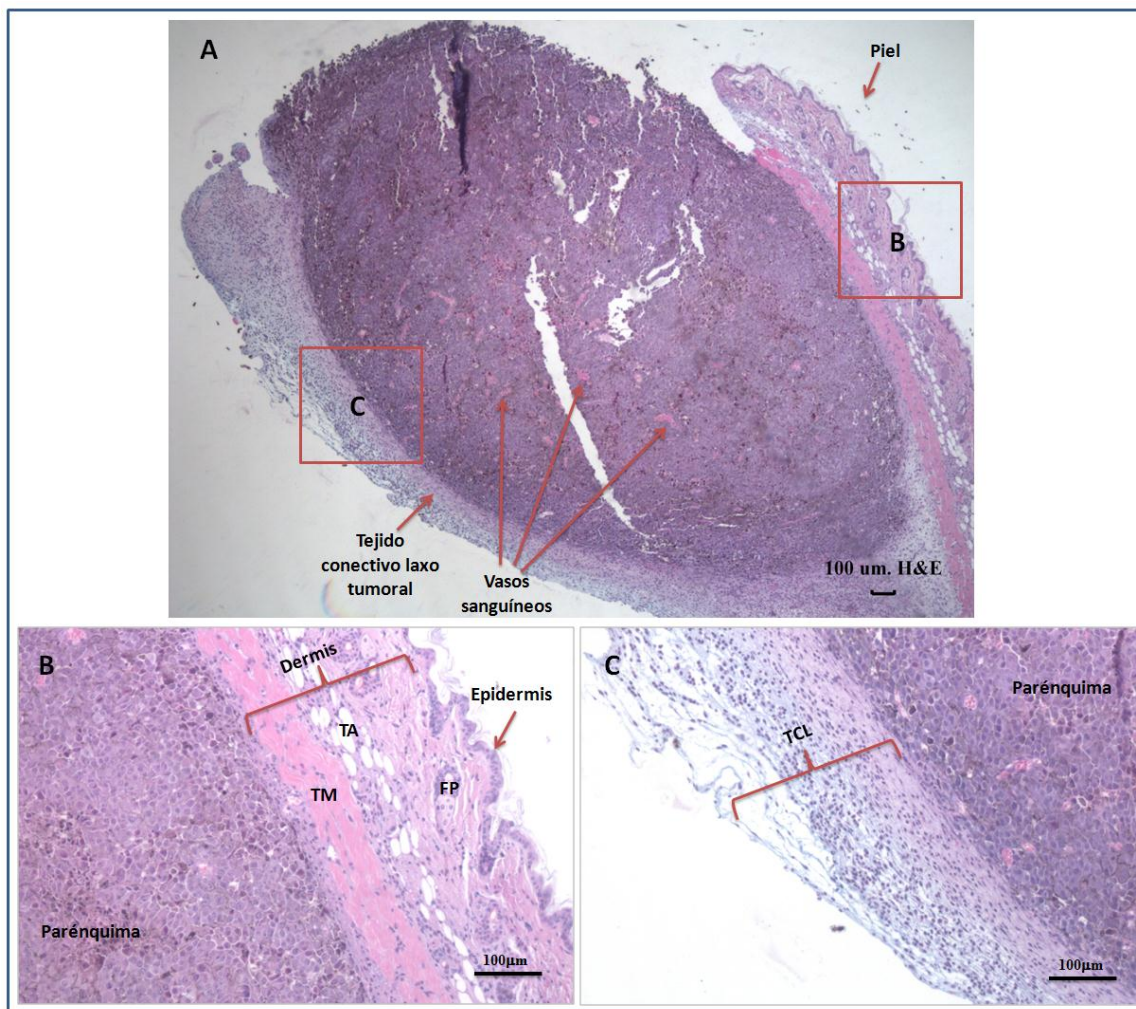 A
Piel
B
C
Tejido
conectivo laxo
tumoral
Vasos
sanguíneos
100 um. H&E
B
Dermis
Epidermis
TA
TM
FP
Parénquima
100µm
C
Parénquima
TCL
100µm